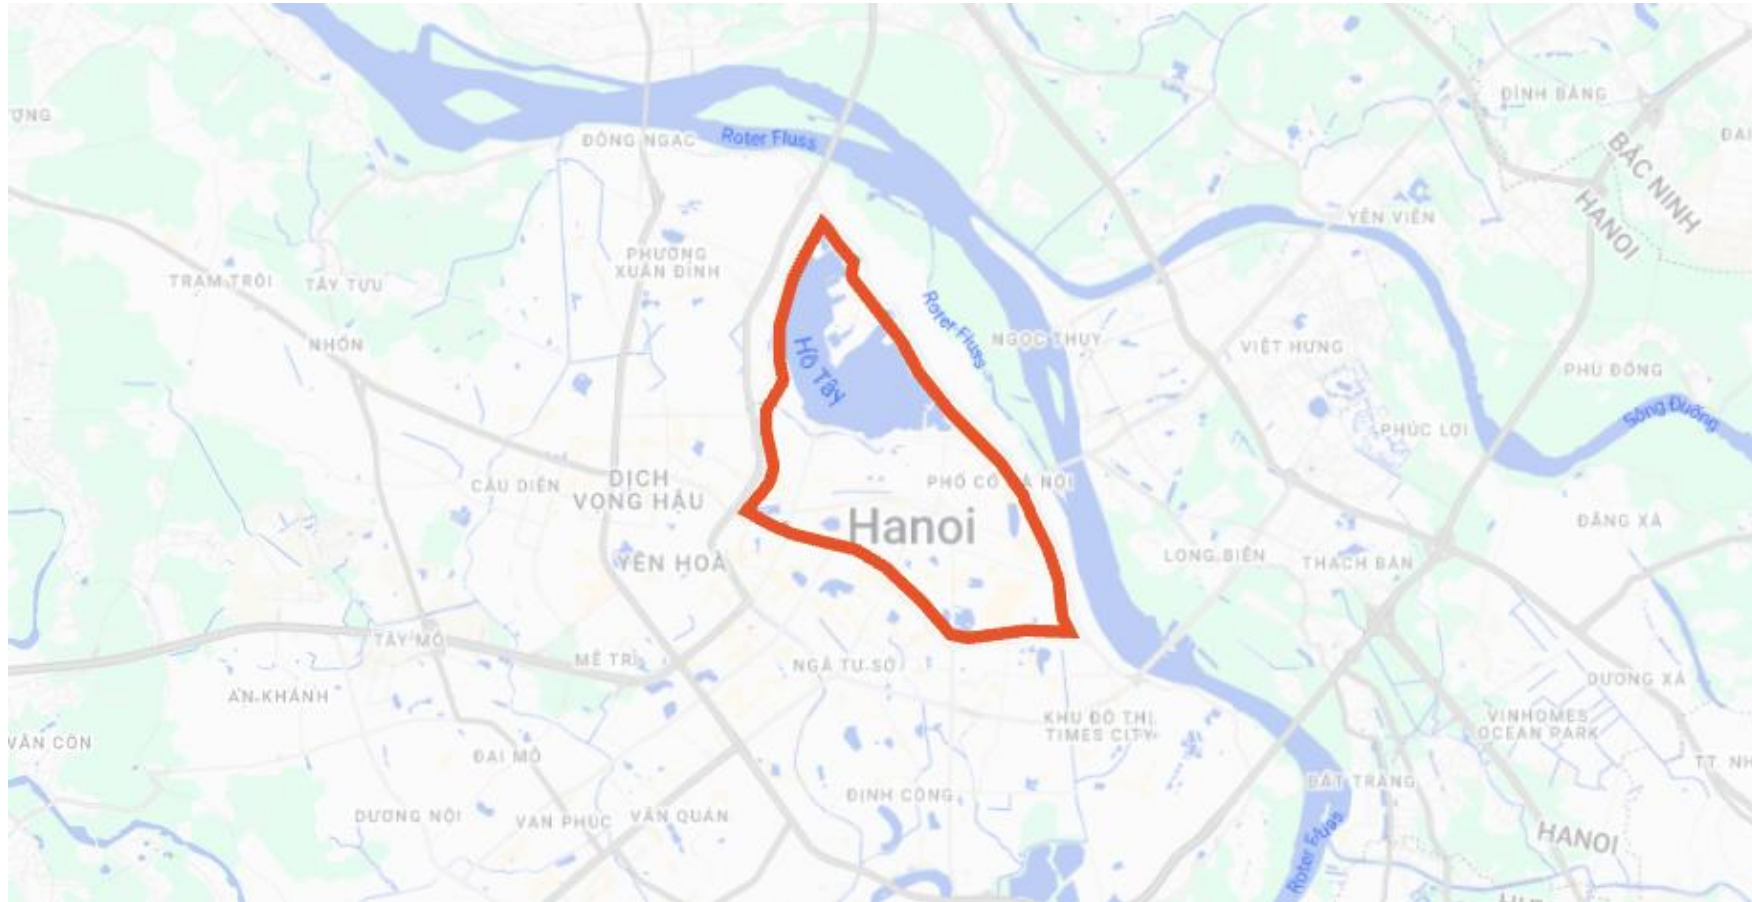 ĐÌNH BẢNG
ĐÔNG NGẠC
Roter Fluss
BẮC NINH
HANOI
YÊN VIÊN
PHƯỜNG
XUÂN ĐỈNH
TRẠM TRÔI
TÂY TỰU
Roter Fluss
NHỔN
NGỌC THỤY
VIỆT HƯNG
Hồ Tây
PHÙ ĐỔNG
Sông Đuống
PHÚC LỢI
CẦU DIỄN
DỊCH
VỌNG HẬU
PHỐ CỔ HÀ NỘI
Hanoi
ĐẶNG XÁ
LONG BIÊN
THẠCH BÀN
YÊN HOÀ
TÂY MỖ
MỄ TRÌ
NGÃ TƯ SỞ
AN KHÁNH
DƯƠNG XÁ
KHU ĐÔ THỊ
TIMES CITY
VINHOMES
OCEAN PARK
VÂN CÔN
ĐẠI MỖ
TT. NH
BÁT TRÀNG
ĐỊNH CÔNG
DƯƠNG NỘI
VẠN PHÚC
VĂN QUÁN
HANOI
Roter Fluss